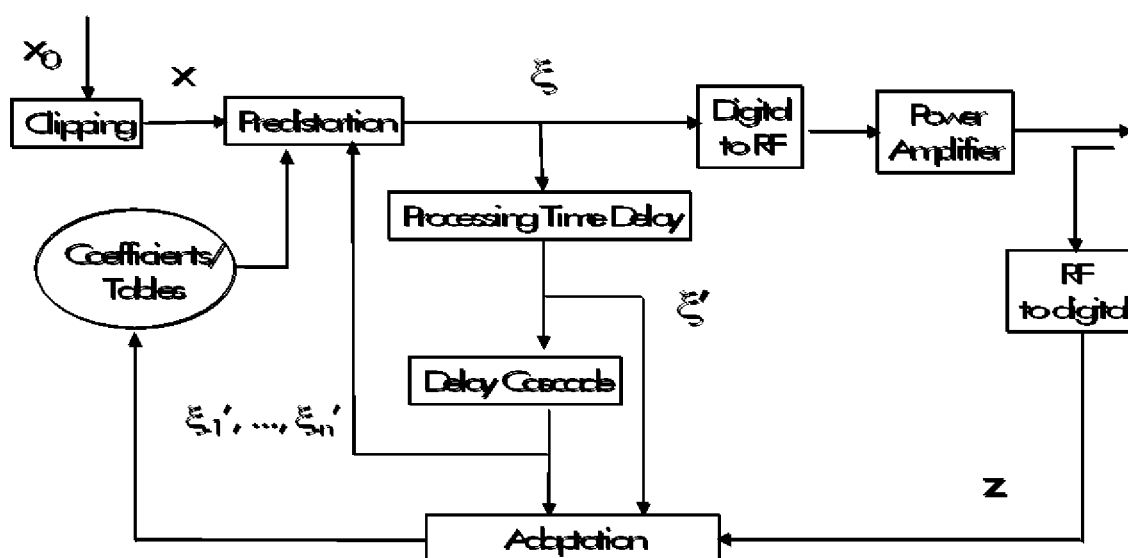 x₀
x
ξ
Clipping
Predistortion
Digital
to RF
Power
Amplifier
Processing Time Delay
Coefficients/
Tables
RF
to digital
ξ'
Delay Cascade
ξ₁', ..., ξₙ'
z
Adaptation